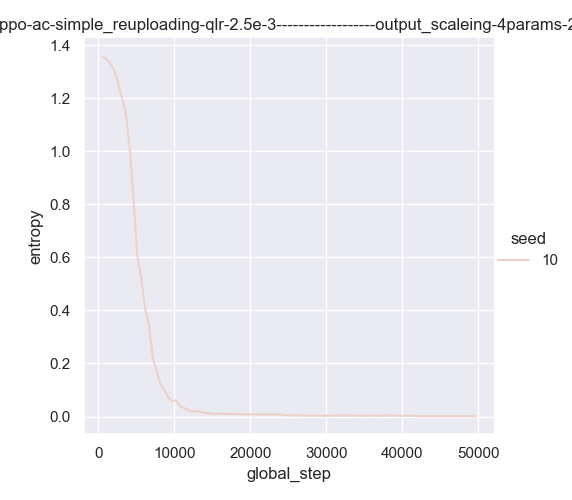 ppo-ac-simple_reuploading-qlr-2.5e-3------------------output_scaleing-4params-2
1.4
1.2
1.0
0.8
0.6
0.4
0.2
0.0
entropy
0 10000 20000 30000 40000 50000
global_step
seed
10